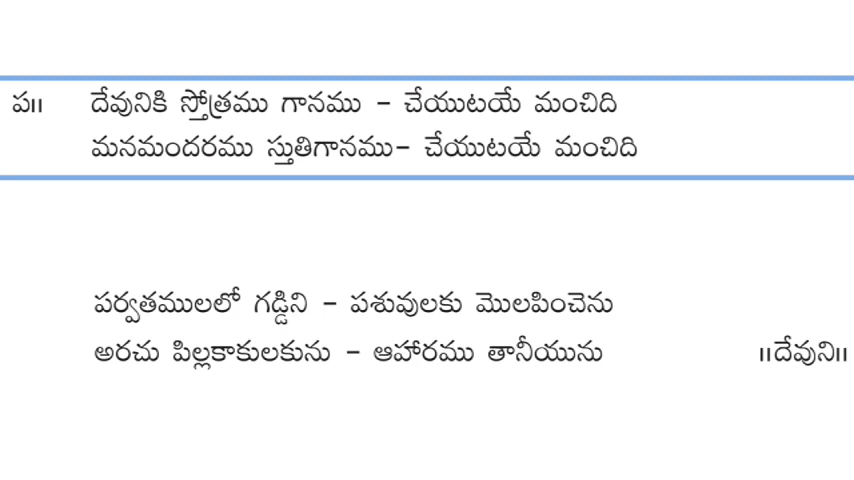 ప॥ దేవునికి స్తోత్రము గానము - చేయుటయే మంచిది
మనమందరము స్తుతిగానము- చేయుటయే మంచిది
పర్వతములలో గడ్డిని - పశువులకు మొలపించెను
అరచు పిల్లకాకులకును - ఆహారము తానీయును ॥దేవుని॥